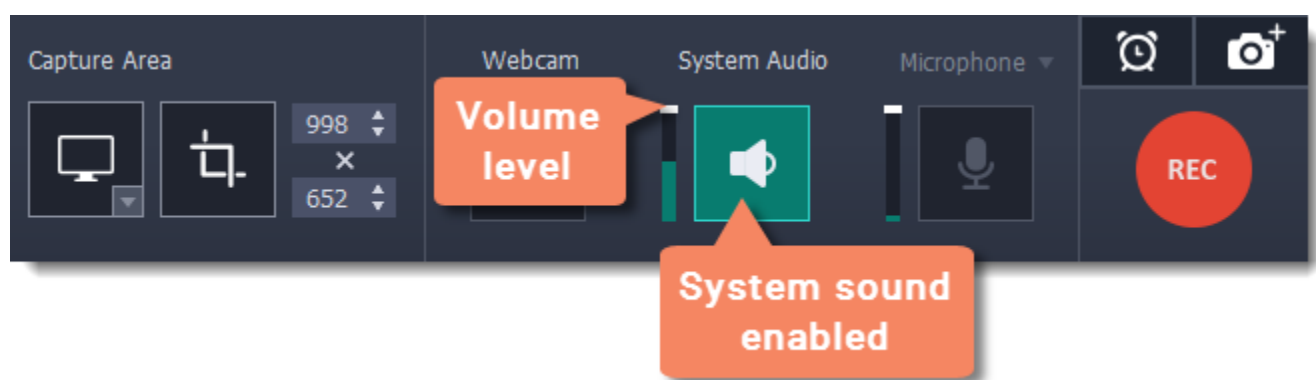 Capture Area
998
×
652
Webcam
System Audio
Microphone
Volume
level
System sound
enabled
REC